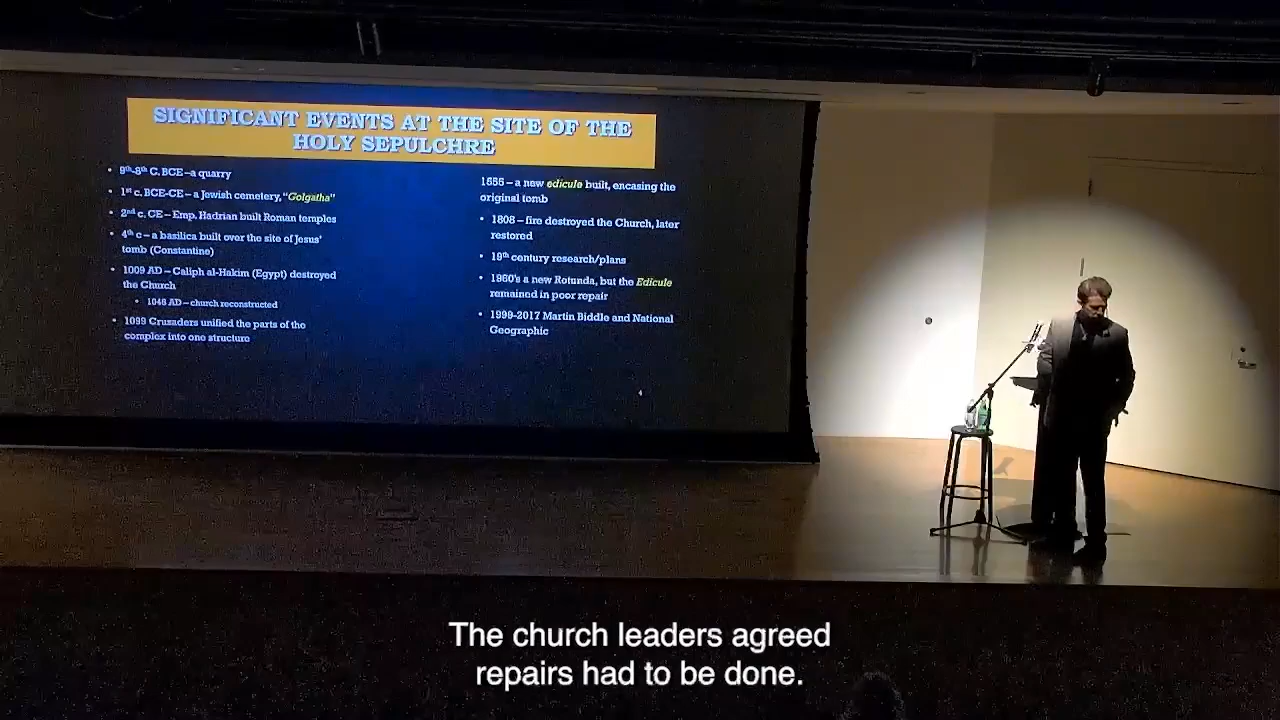 SIGNIFICANT EVENTS AT THE SITE OF THE
HOLY SEPULCHRE
• 9th-8th C. BCE – a quarry
• 1st c. BCE-CE – a Jewish cemetery, "Golgatha"
• 2nd c. CE – Emp. Hadrian built Roman temples
• 4th c – a basilica built over the site of Jesus'
tomb (Constantine)
• 1009 AD – Caliph al-Hakim (Egypt) destroyed
the Church
• 1048 AD – church reconstructed
• 1099 Crusaders unified the parts of the
complex into one structure
1555 – a new edicule built, encasing the
original tomb
• 1808 – fire destroyed the Church, later
restored
• 19th century research/plans
• 1960's a new Rotunda, but the Edicule
remained in poor repair
• 1999-2017 Martin Biddle and National
Geographic
The church leaders agreed
repairs had to be done.